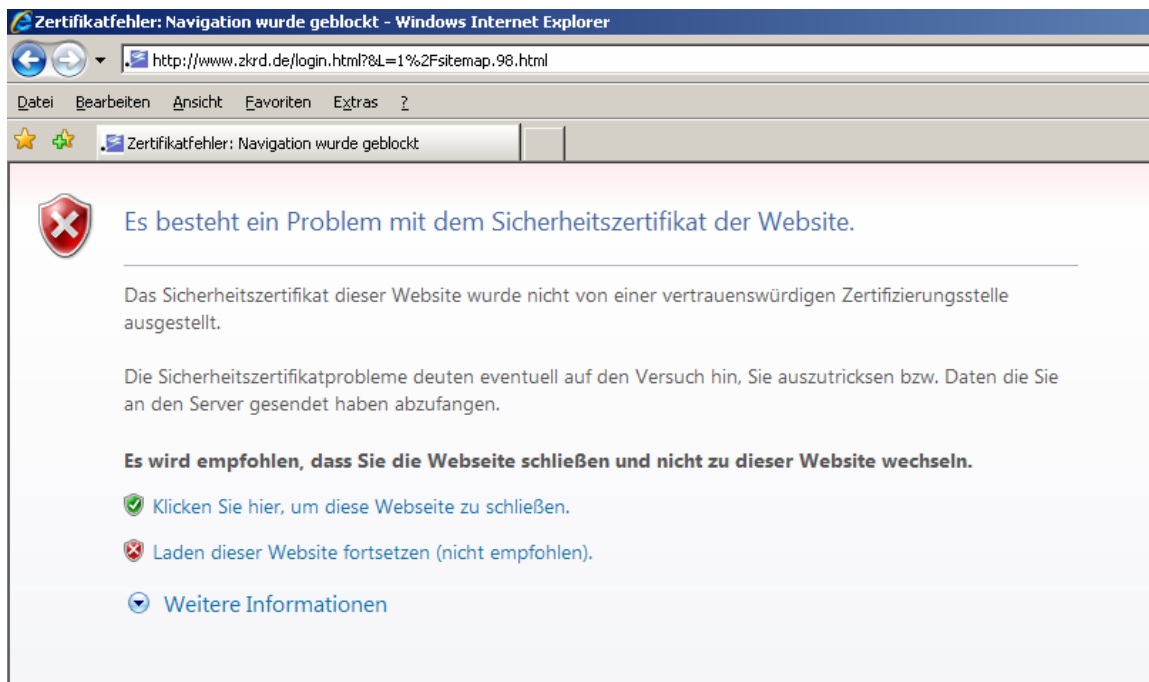 Zertifikatfehler: Navigation wurde geblockt - Windows Internet Explorer
http://www.zkrd.de/login.html?&L=1%2Fsitemap.98.html
Datei Bearbeiten Ansicht Favoriten Extras ?
Zertifikatfehler: Navigation wurde geblockt
Es besteht ein Problem mit dem Sicherheitszertifikat der Website.
Das Sicherheitszertifikat dieser Website wurde nicht von einer vertrauenswürdigen Zertifizierungsstelle
ausgestellt.
Die Sicherheitszertifikatprobleme deuten eventuell auf den Versuch hin, Sie auszutricksen bzw. Daten die Sie
an den Server gesendet haben abzufangen.
Es wird empfohlen, dass Sie die Webseite schließen und nicht zu dieser Website wechseln.
Klicken Sie hier, um diese Webseite zu schließen.
Laden dieser Website fortsetzen (nicht empfohlen).
Weitere Informationen